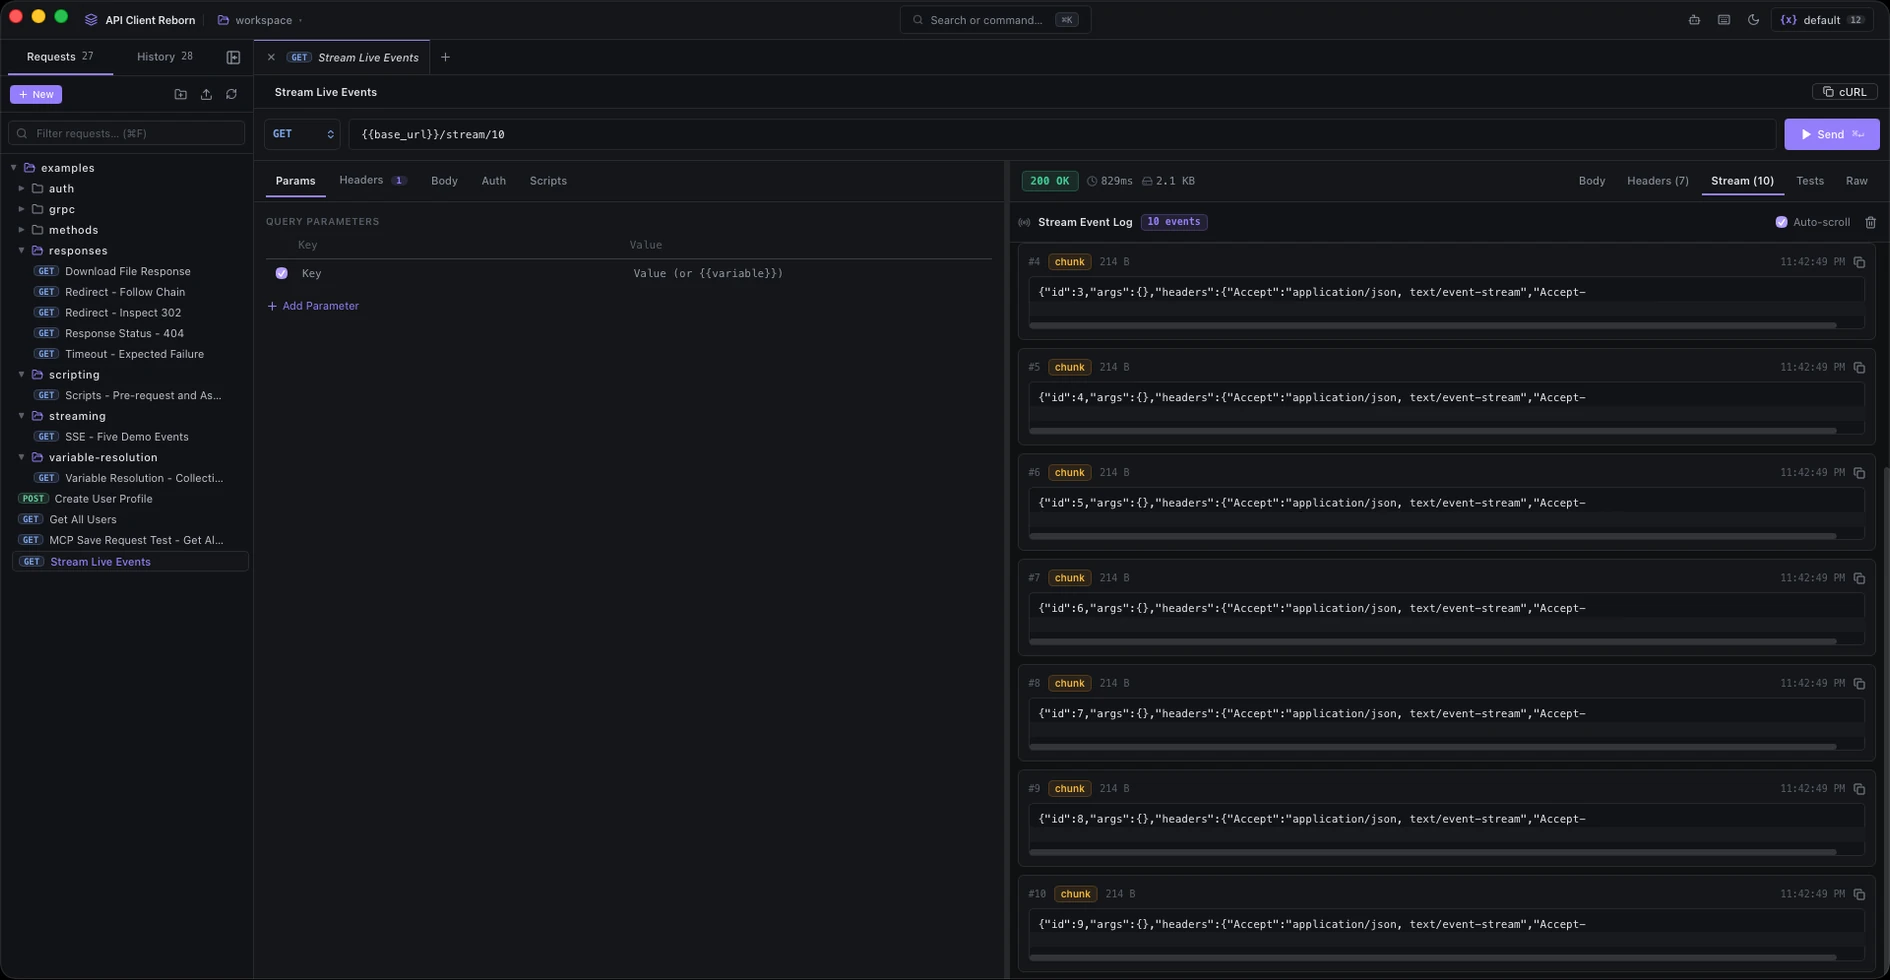 API Client Reborn
workspace
Search or command... ⌘K
{x} default 12
Requests 27
History 28
GET Stream Live Events
+ New
Stream Live Events
cURL
Filter requests... (⌘F)
GET
{{base_url}}/stream/10
Send ⌘↵
examples
auth
grpc
methods
responses
GET Download File Response
GET Redirect - Follow Chain
GET Redirect - Inspect 302
GET Response Status - 404
GET Timeout - Expected Failure
scripting
GET Scripts - Pre-request and As...
streaming
GET SSE - Five Demo Events
variable-resolution
GET Variable Resolution - Collecti...
POST Create User Profile
GET Get All Users
GET MCP Save Request Test - Get Al...
GET Stream Live Events
Params Headers 1 Body Auth Scripts
QUERY PARAMETERS
Key Value
Key Value (or {{variable}})
+ Add Parameter
200 OK 829ms 2.1 KB
Body Headers (7) Stream (10) Tests Raw
Stream Event Log 10 events
Auto-scroll
#4 chunk 214 B 11:42:49 PM
{"id":3,"args":{},"headers":{"Accept":"application/json, text/event-stream","Accept-
#5 chunk 214 B 11:42:49 PM
{"id":4,"args":{},"headers":{"Accept":"application/json, text/event-stream","Accept-
#6 chunk 214 B 11:42:49 PM
{"id":5,"args":{},"headers":{"Accept":"application/json, text/event-stream","Accept-
#7 chunk 214 B 11:42:49 PM
{"id":6,"args":{},"headers":{"Accept":"application/json, text/event-stream","Accept-
#8 chunk 214 B 11:42:49 PM
{"id":7,"args":{},"headers":{"Accept":"application/json, text/event-stream","Accept-
#9 chunk 214 B 11:42:49 PM
{"id":8,"args":{},"headers":{"Accept":"application/json, text/event-stream","Accept-
#10 chunk 214 B 11:42:49 PM
{"id":9,"args":{},"headers":{"Accept":"application/json, text/event-stream","Accept-